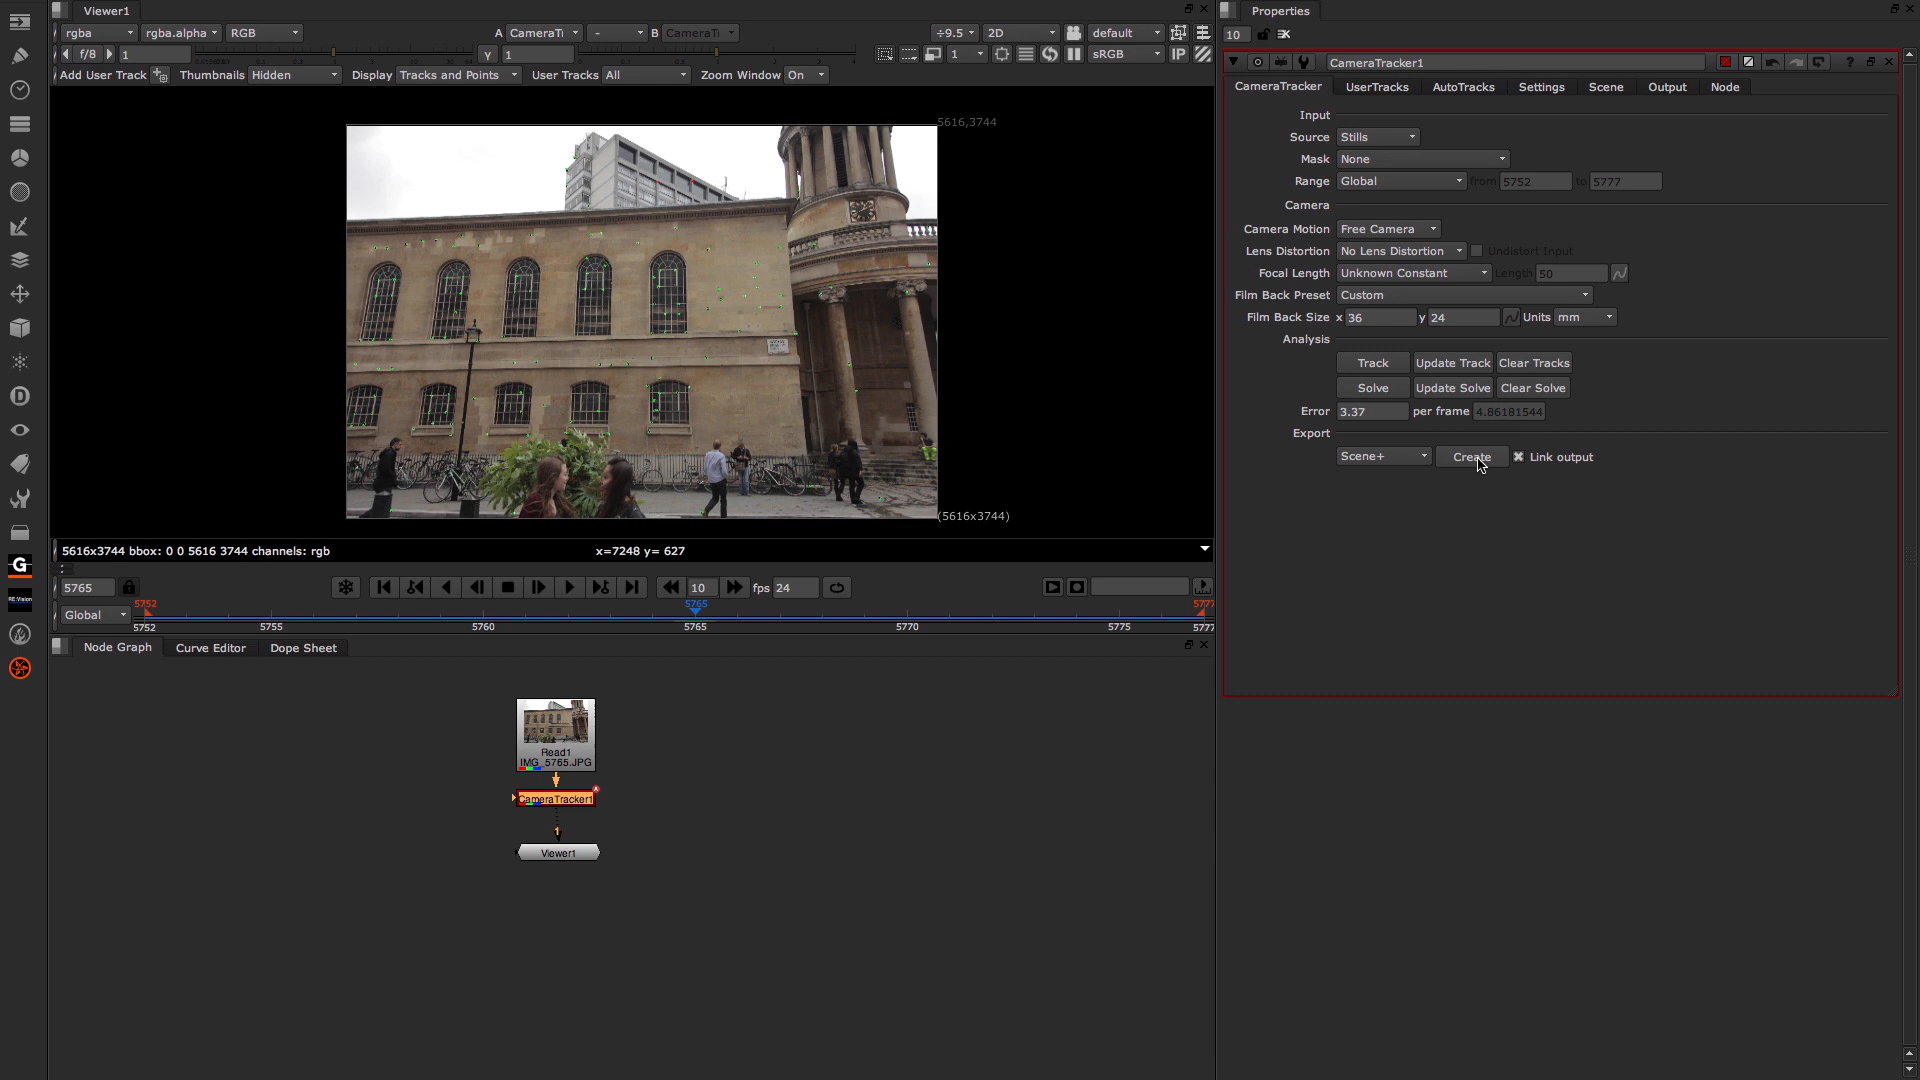 Viewer1
Properties
rgba rgba.alpha RGB A CameraTi - B CameraTi ÷9.5 2D default
10
f/8 1 γ 1 1 sRGB IP
CameraTracker1 ?
Add User Track Thumbnails Hidden Display Tracks and Points User Tracks All Zoom Window On
CameraTracker UserTracks AutoTracks Settings Scene Output Node
5616,3744
Input
Source Stills
Mask None
Range Global from 5752 to 5777
Camera
Camera Motion Free Camera
Lens Distortion No Lens Distortion Undistort Input
Focal Length Unknown Constant Length 50
Film Back Preset Custom
Film Back Size x 36 y 24 Units mm
Analysis
Track Update Track Clear Tracks
Solve Update Solve Clear Solve
Error 3.37 per frame 4.86181544
Export
Scene+ Create Link output
(5616x3744)
5616x3744 bbox: 0 0 5616 3744 channels: rgb x=7248 y= 627
5765 10 fps 24
5752 5765 5777
Global
5752 5755 5760 5765 5770 5775 5777
Node Graph Curve Editor Dope Sheet
Read1
IMG_5765.JPG
CameraTracker1
1
Viewer1
D
G
RE:Vision